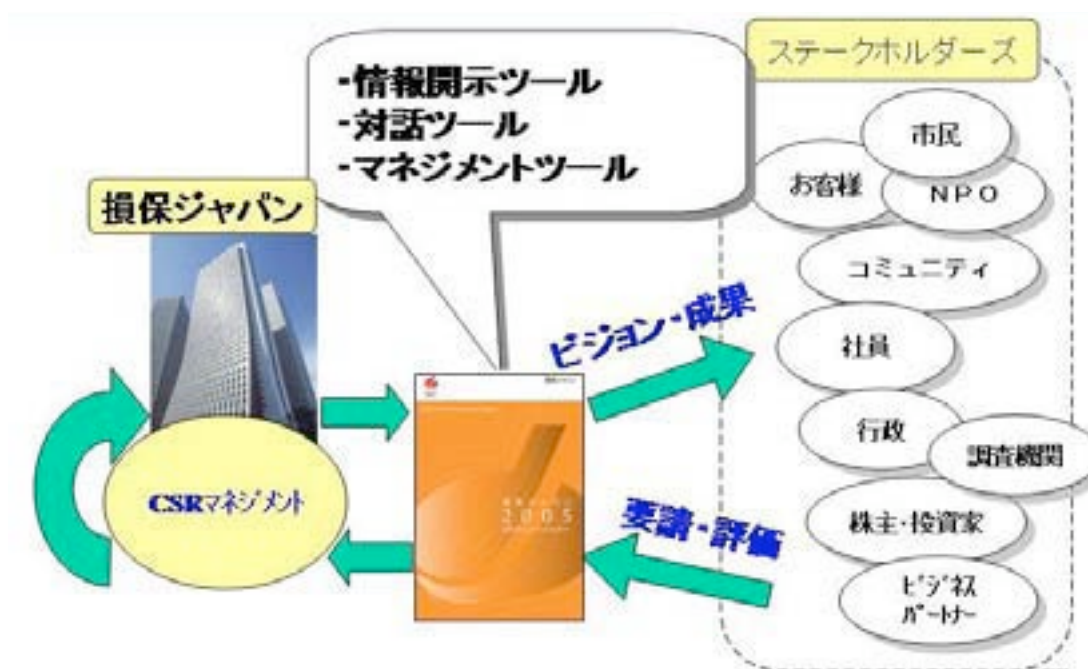 ステークホルダーズ
-情報開示ツール
-対話ツール
-マネジメントツール
損保ジャパン
市民
お客様
NPO
コミュニティ
ビジョン・成果
社員
行政
調査機関
CSRマネジメント
2005
要請・評価
株主・投資家
ビジネス
パートナー